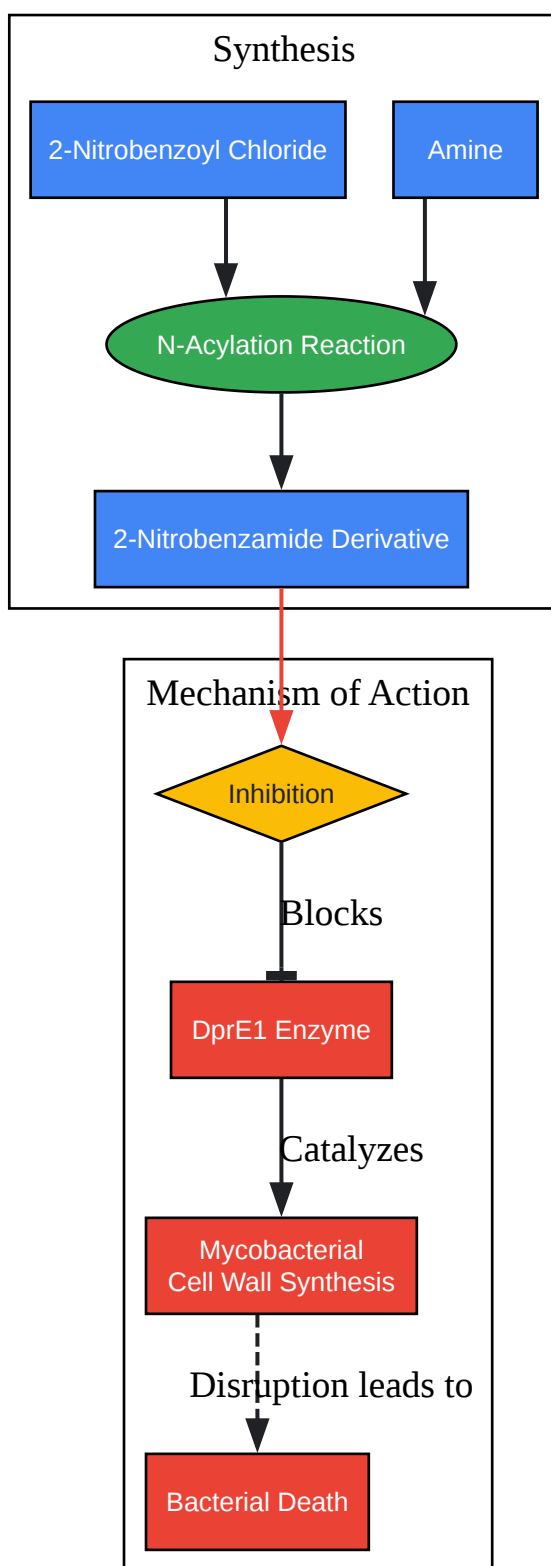 Synthesis
2-Nitrobenzoyl Chloride
Amine
N-Acylation Reaction
2-Nitrobenzamide Derivative
Mechanism of Action
Inhibition
Blocks
DprE1 Enzyme
Catalyzes
Mycobacterial
Cell Wall Synthesis
Disruption leads to
Bacterial Death